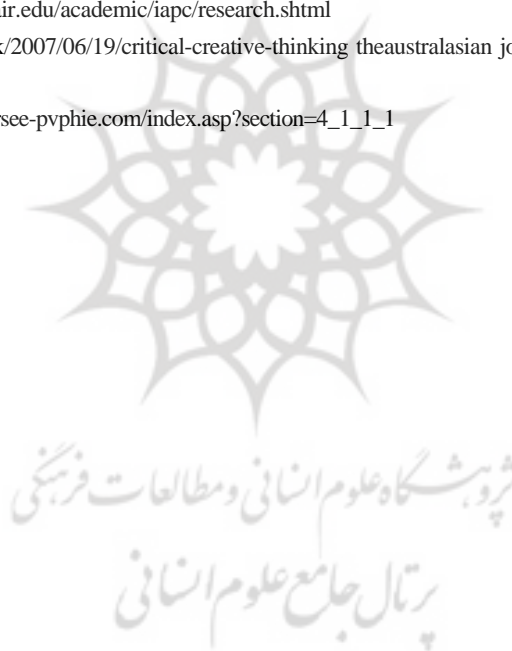 air.edu/academic/iapc/research.shtml
k/2007/06/19/critical-creative-thinking theaustralasian jo
rsee-pvphie.com/index.asp?section=4_1_1_1
پژوهشگاه علوم انسانی و مطالعات فرهنگی
پرتال جامع علوم انسانی